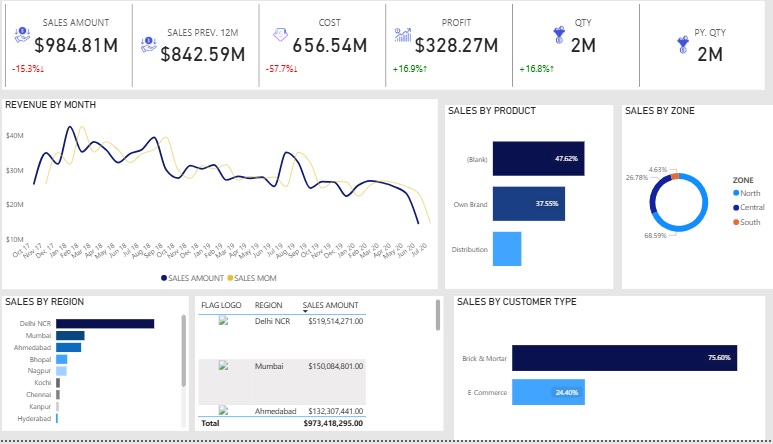 SALES AMOUNT
$984.81M
-15.3%↓
SALES PREV. 12M
$842.59M
COST
656.54M
-57.7%↓
PROFIT
$328.27M
+16.9%↑
QTY
2M
+16.8%↑
PY. QTY
2M
REVENUE BY MONTH
$40M
$30M
$20M
$10M
Oct 17 Nov 17 Dec 17 Jan 18 Feb 18 Mar 18 Apr 18 May 18 Jun 18 Jul 18 Aug 18 Sep 18 Oct 18 Nov 18 Dec 18 Jan 19 Feb 19 Mar 19 Apr 19 May 19 Jun 19 Jul 19 Aug 19 Sep 19 Oct 19 Nov 19 Dec 19 Jan 20 Feb 20 Mar 20 Apr 20 May 20 Jun 20 Jul 20
SALES AMOUNT SALES MOM
SALES BY PRODUCT
(Blank) 47.62%
Own Brand 37.55%
Distribution
SALES BY ZONE
4.63%
26.78%
68.59%
ZONE
North
Central
South
SALES BY REGION
Delhi NCR
Mumbai
Ahmedabad
Bhopal
Nagpur
Kochi
Chennai
Kanpur
Hyderabad
FLAG LOGO REGION SALES AMOUNT
Delhi NCR $519,514,271.00
Mumbai $150,084,801.00
Ahmedabad $132,307,441.00
Total $973,418,295.00
SALES BY CUSTOMER TYPE
Brick & Mortar 75.60%
E-Commerce 24.40%